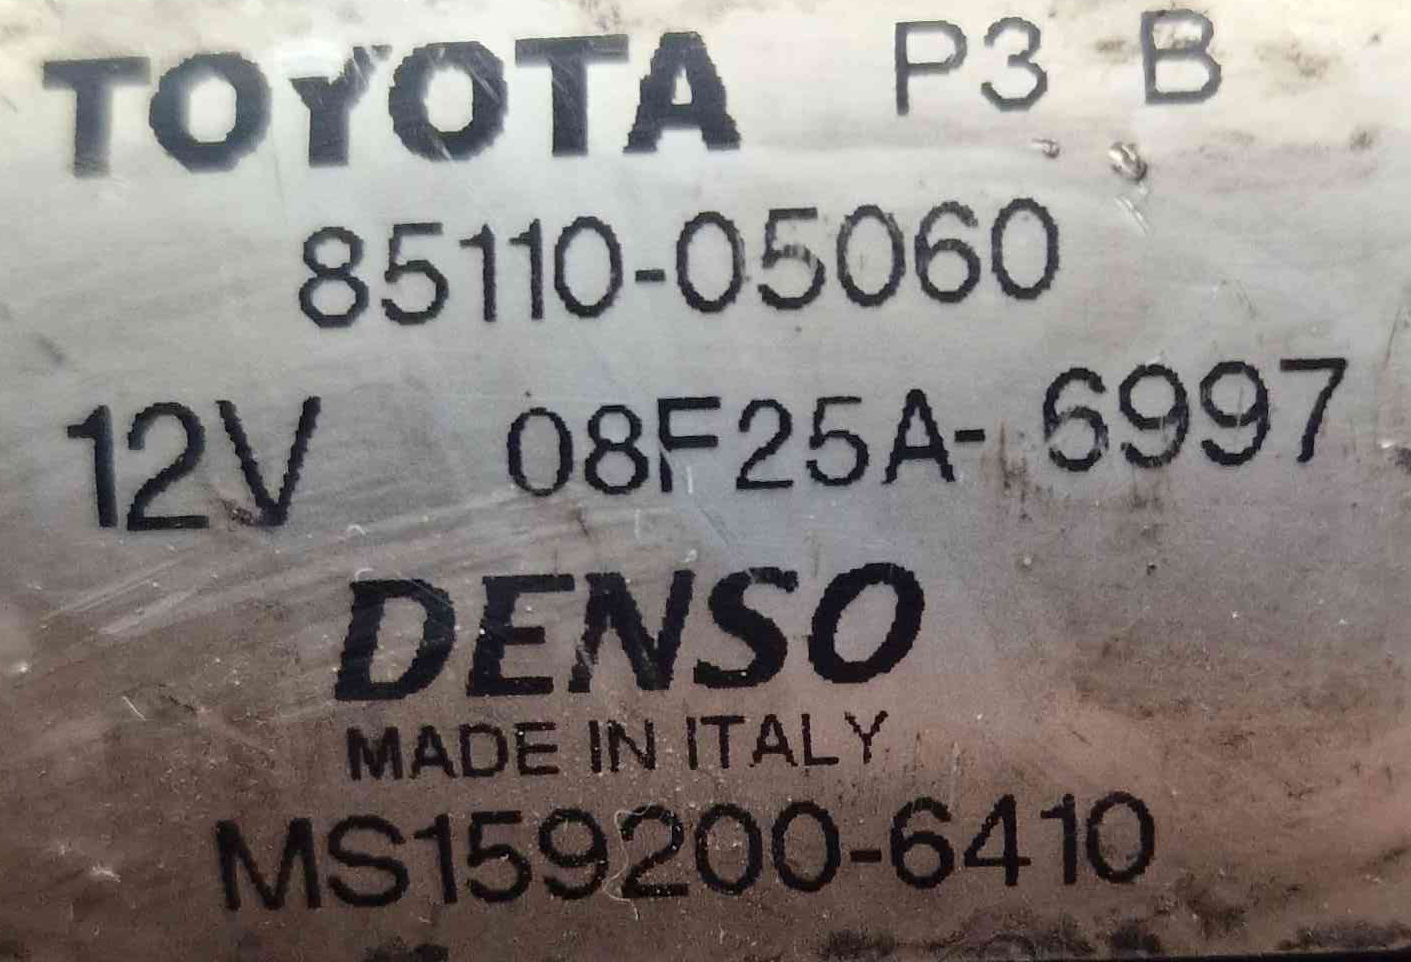 TOYOTA P3 B
85110-05060
12V 08F25A- 6997
DENSO
MADE IN ITALY
MS159200-6410